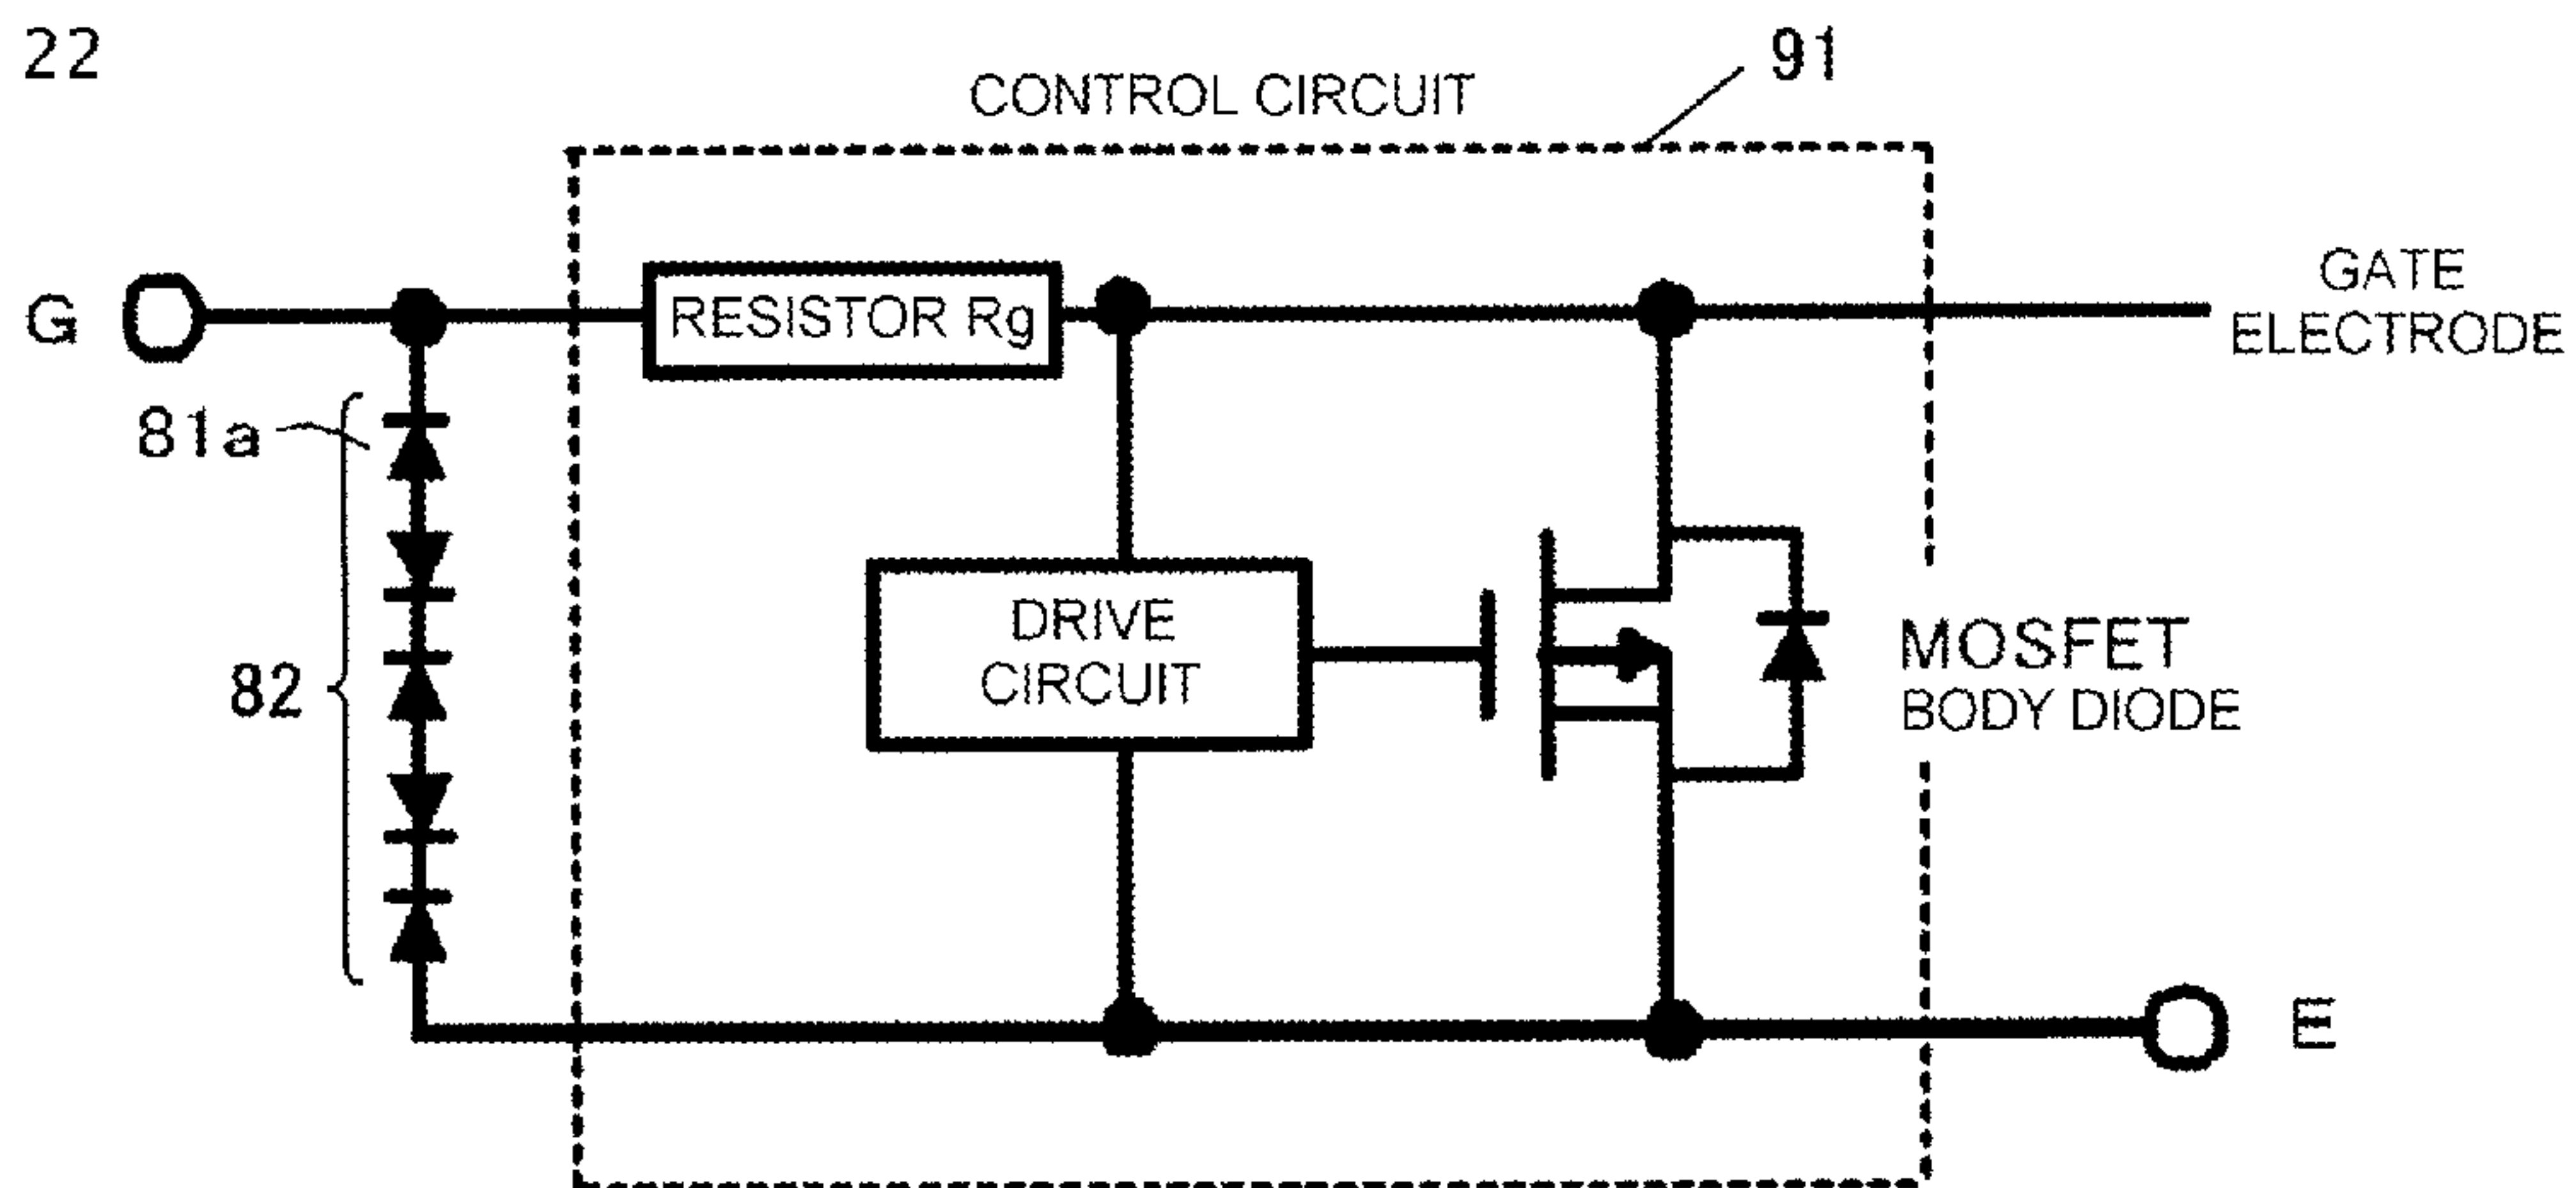 22
CONTROL CIRCUIT
91
G
RESISTOR Rg
GATE
ELECTRODE
81a
82
DRIVE
CIRCUIT
MOSFET
BODY DIODE
E